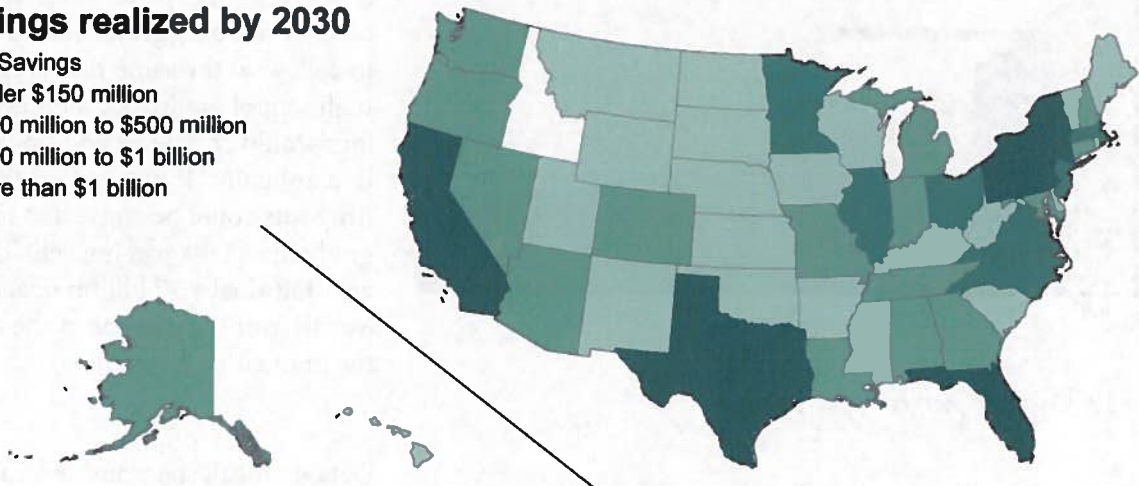 ings realized by 2030
Savings
ler $150 million
0 million to $500 million
0 million to $1 billion
re than $1 billion